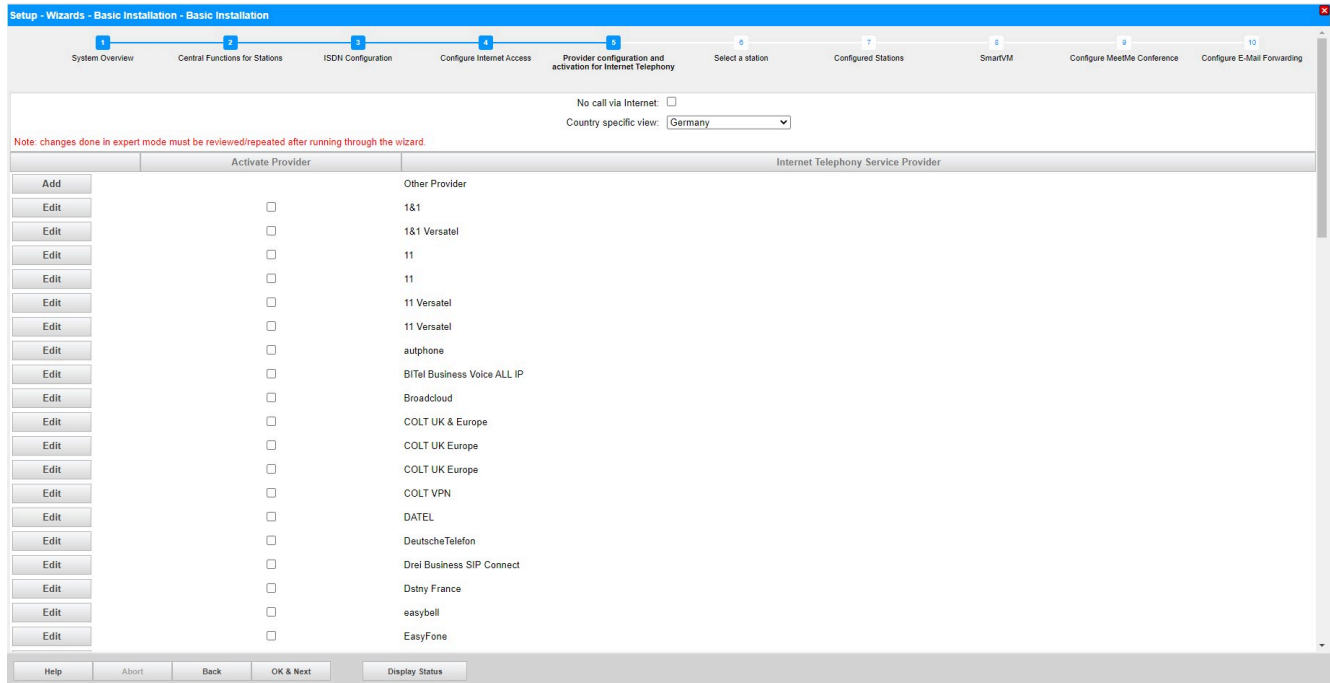 Setup - Wizards - Basic Installation - Basic Installation
1 2 3 4 5 6 7 8 9 10
System Overview Central Functions for Stations ISDN Configuration Configure Internet Access Provider configuration and activation for Internet Telephony Select a station Configured Stations SmartVM Configure MeetMe Conference Configure E-Mail Forwarding
No call via Internet:
Country specific view: Germany
Note: changes done in expert mode must be reviewed/repeated after running through the wizard.
Activate Provider Internet Telephony Service Provider
Add Other Provider
Edit 1&1
Edit 1&1 Versatel
Edit 11
Edit 11
Edit 11 Versatel
Edit 11 Versatel
Edit autphone
Edit BITel Business Voice ALL IP
Edit Broadcloud
Edit COLT UK & Europe
Edit COLT UK Europe
Edit COLT UK Europe
Edit COLT VPN
Edit DATEL
Edit DeutscheTelefon
Edit Drei Business SIP Connect
Edit Dstny France
Edit easybell
Edit EasyFone
Help Abort Back OK & Next Display Status